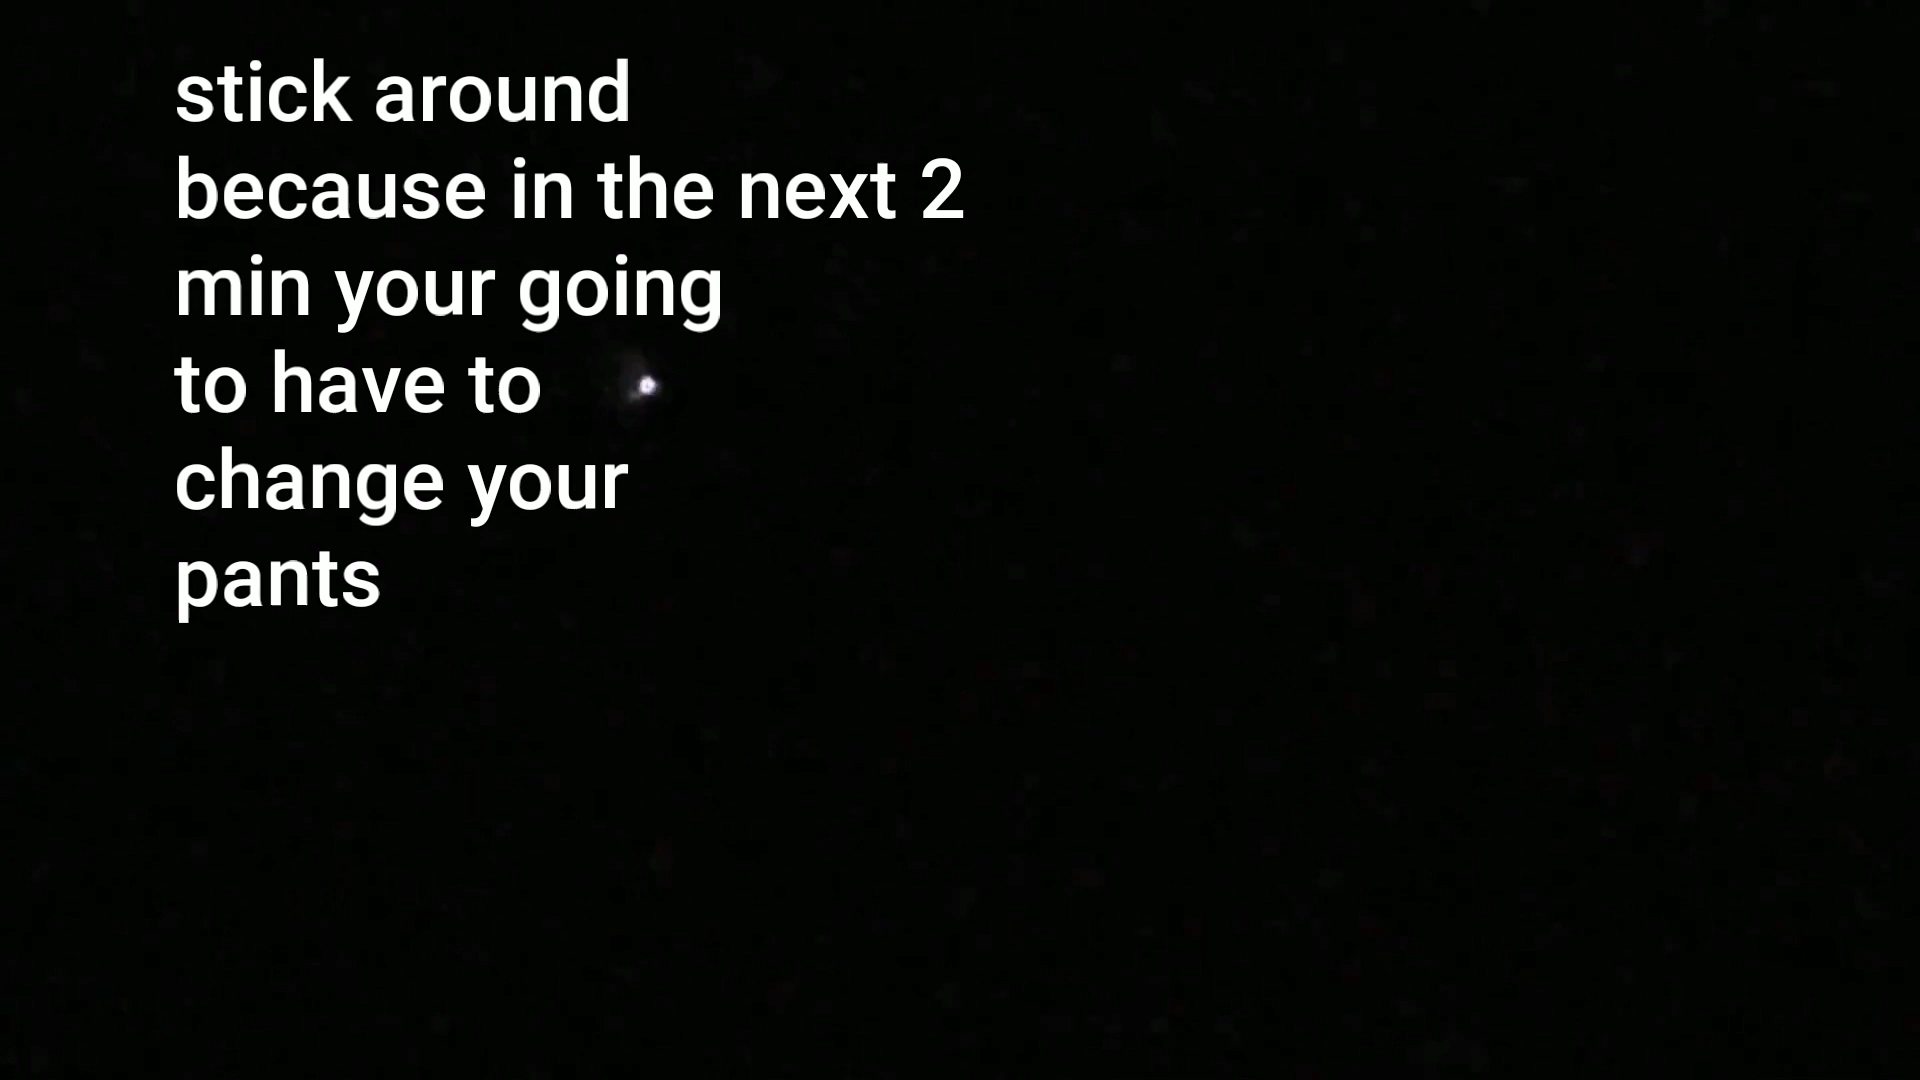 stick around
because in the next 2
min your going
to have to
change your
pants